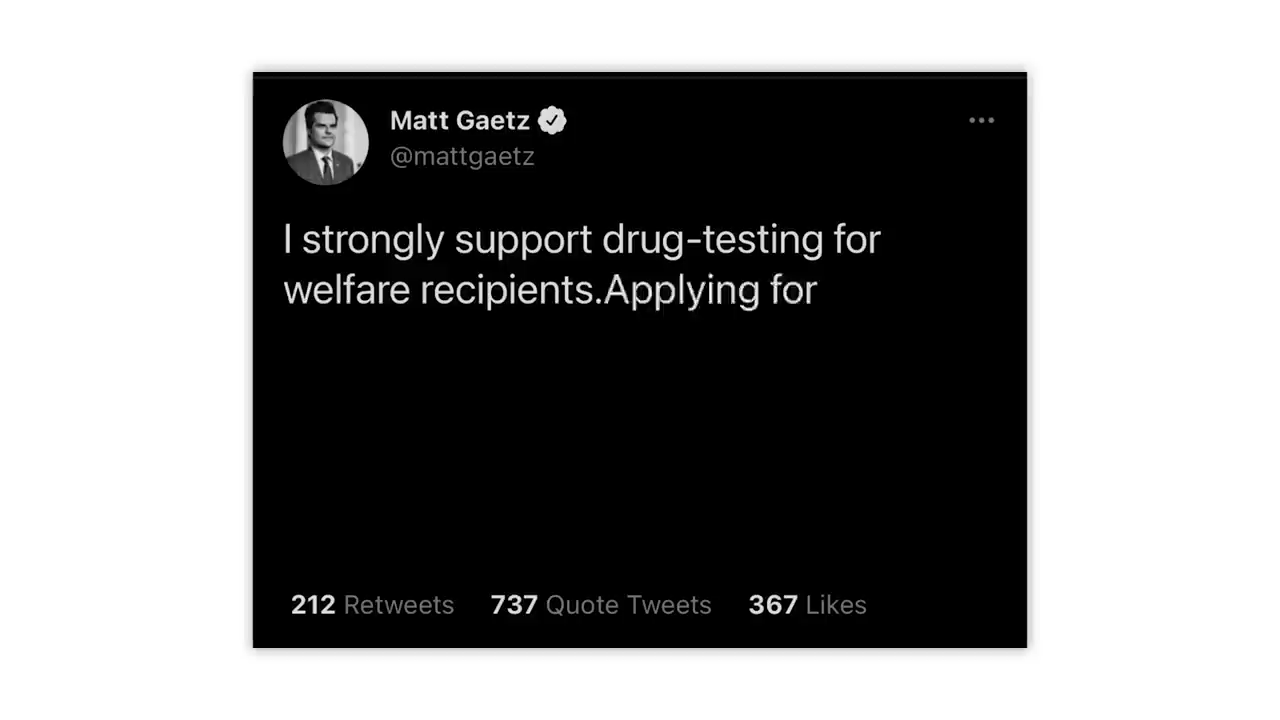 Matt Gaetz
@mattgaetz
I strongly support drug-testing for
welfare recipients.Applying for
212 Retweets 737 Quote Tweets 367 Likes